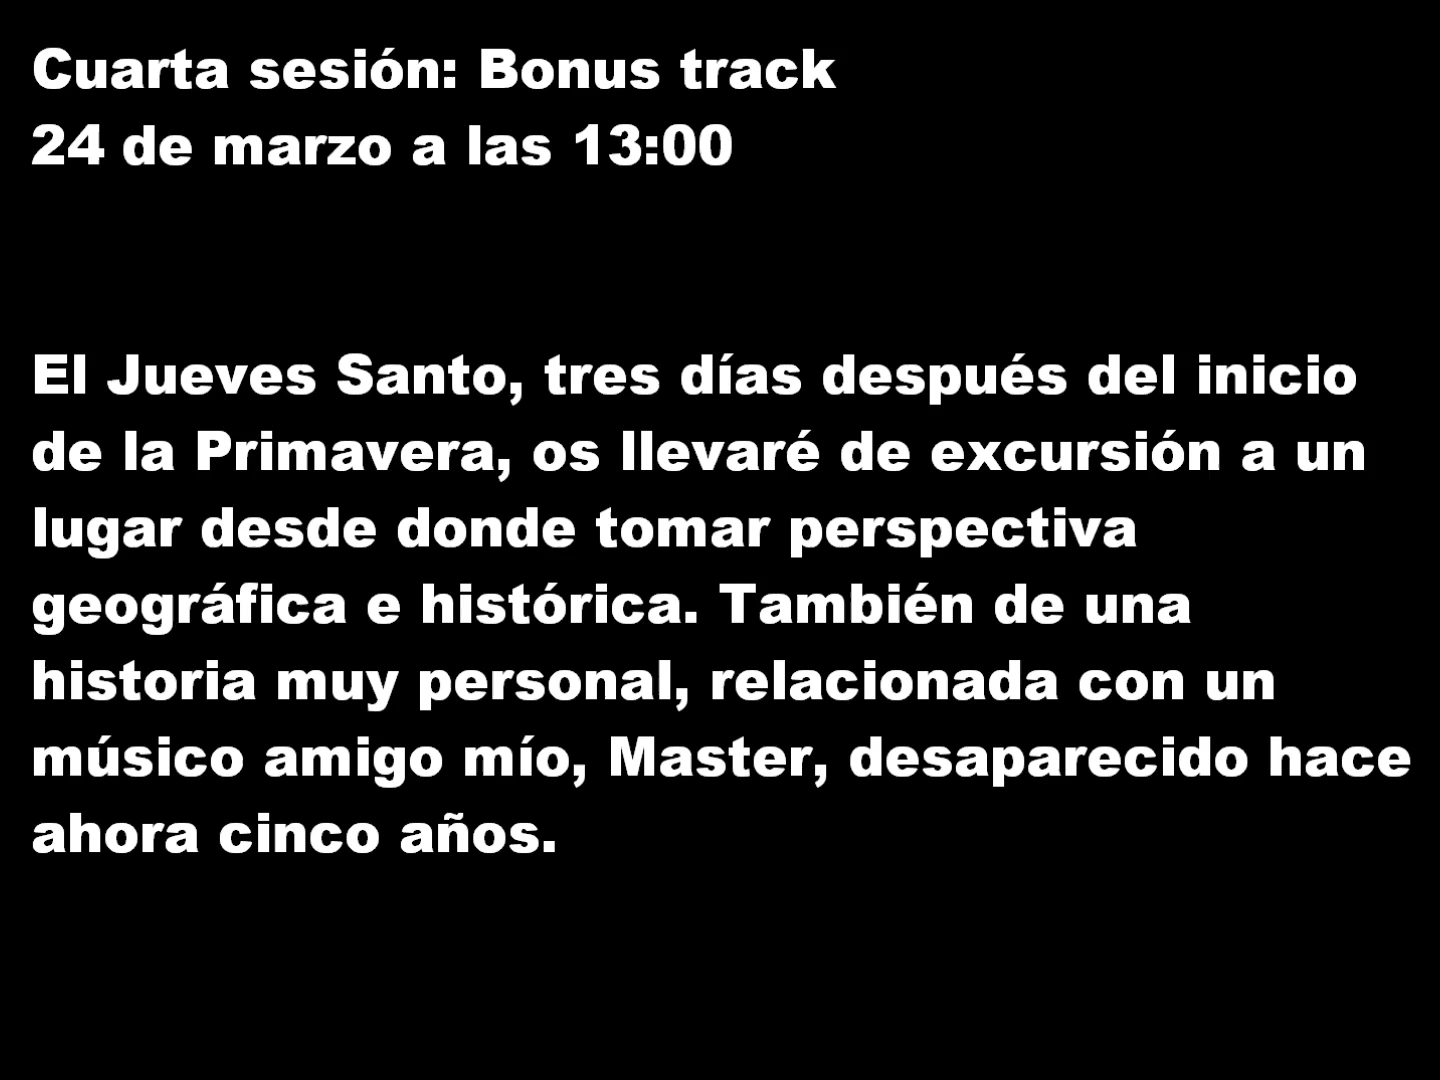 Cuarta sesión: Bonus track
24 de marzo a las 13:00
El Jueves Santo, tres días después del inicio
de la Primavera, os llevaré de excursión a un
lugar desde donde tomar perspectiva
geográfica e histórica. También de una
historia muy personal, relacionada con un
músico amigo mío, Master, desaparecido hace
ahora cinco años.